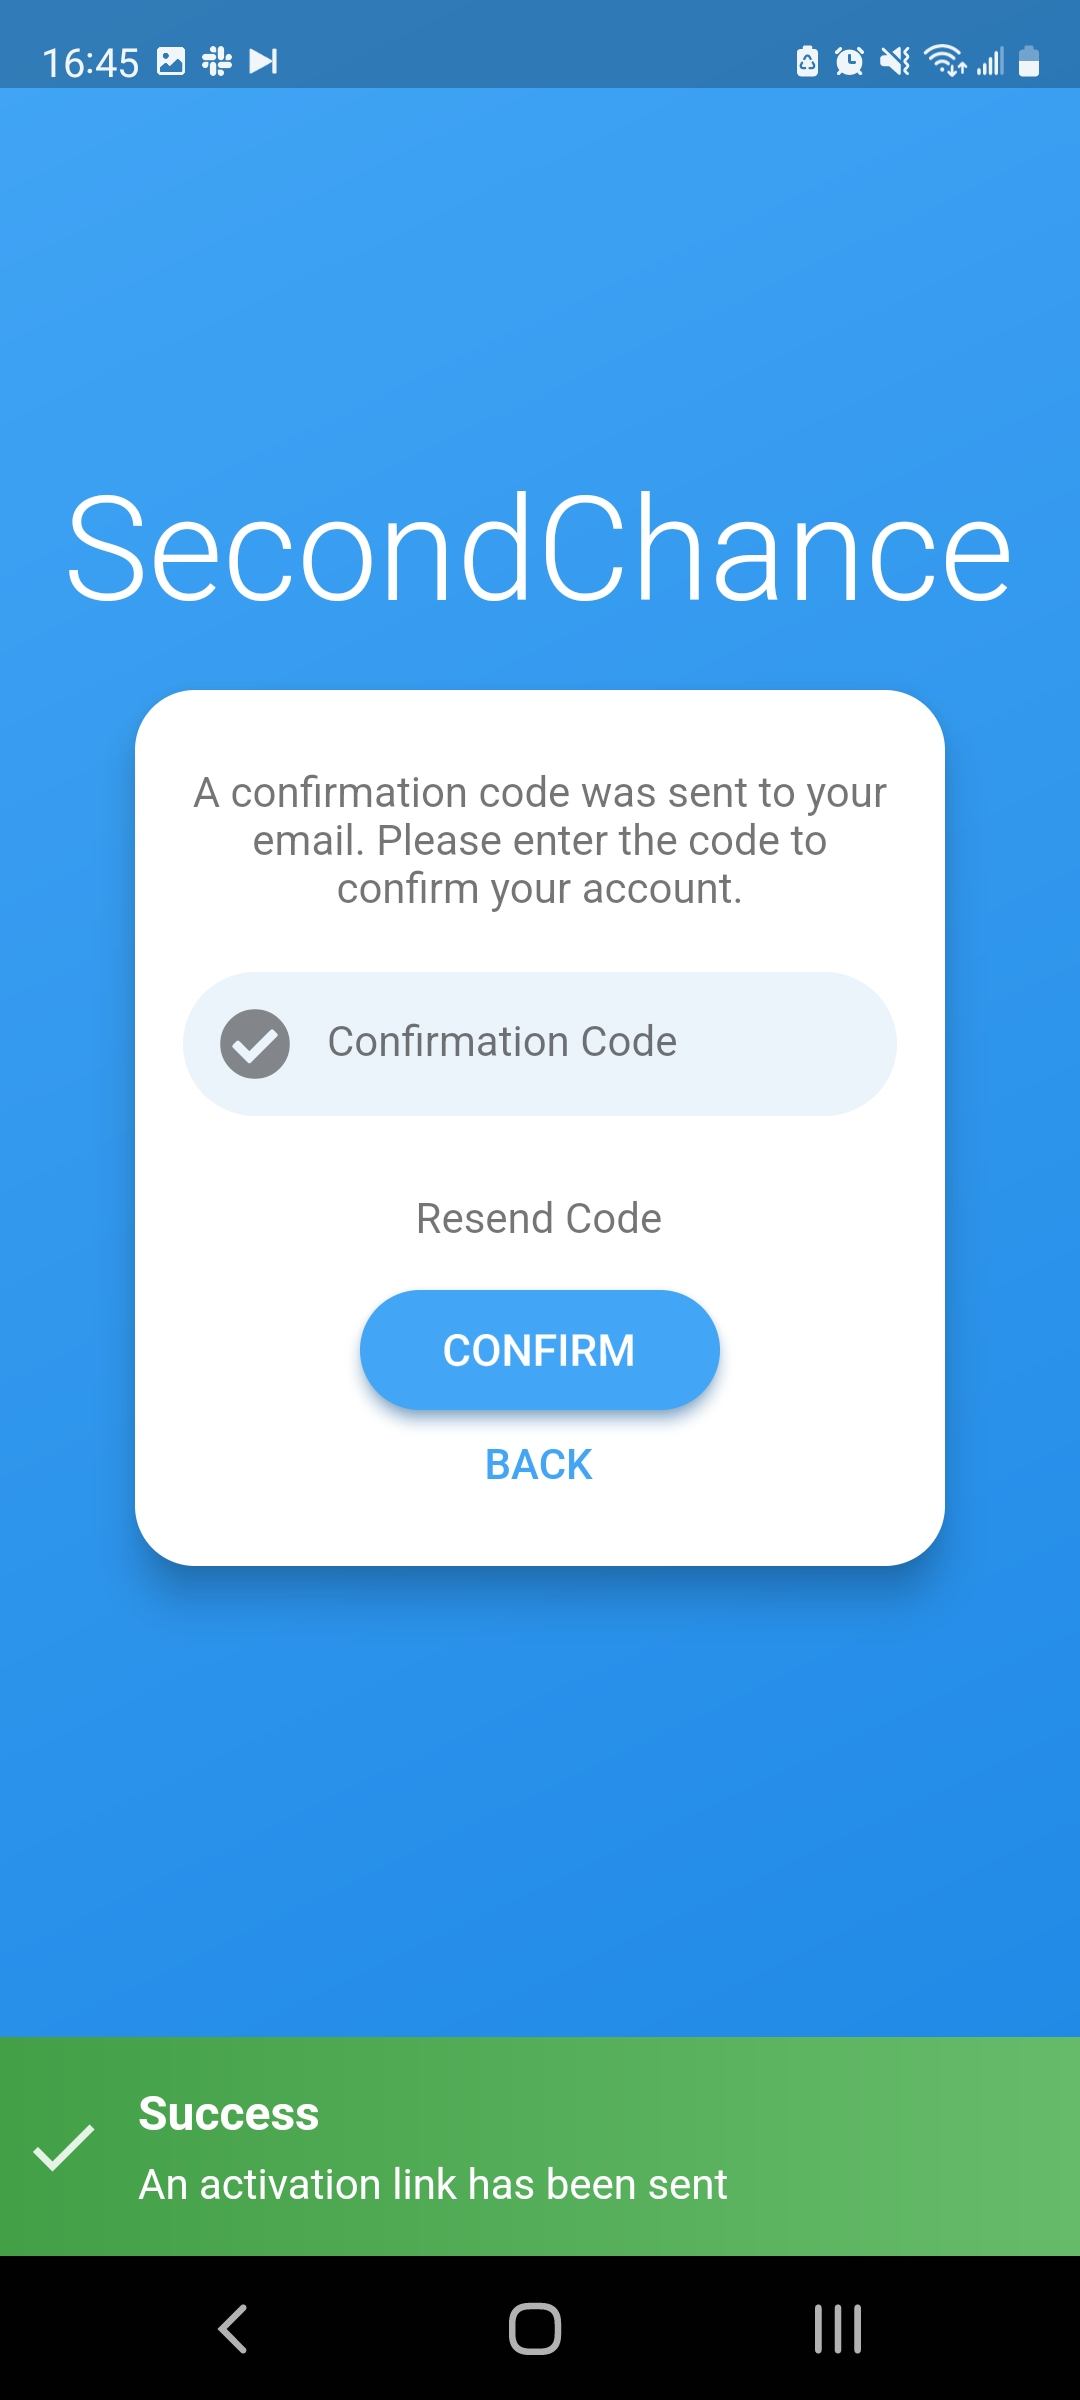 16:45
SecondChance
A confirmation code was sent to your
email. Please enter the code to
confirm your account.
Confirmation Code
Resend Code
CONFIRM
BACK
Success
An activation link has been sent